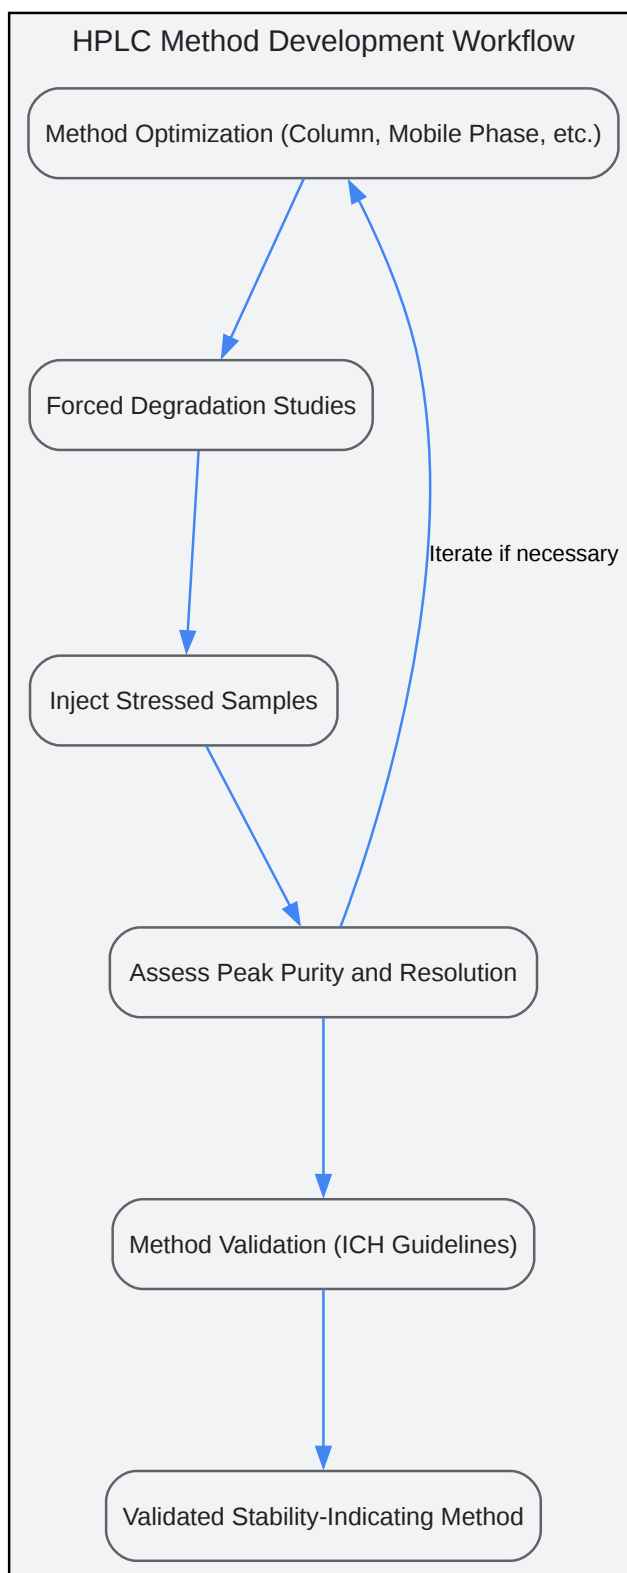 HPLC Method Development Workflow
Method Optimization (Column, Mobile Phase, etc.)
Forced Degradation Studies
Iterate if necessary
Inject Stressed Samples
Assess Peak Purity and Resolution
Method Validation (ICH Guidelines)
Validated Stability-Indicating Method